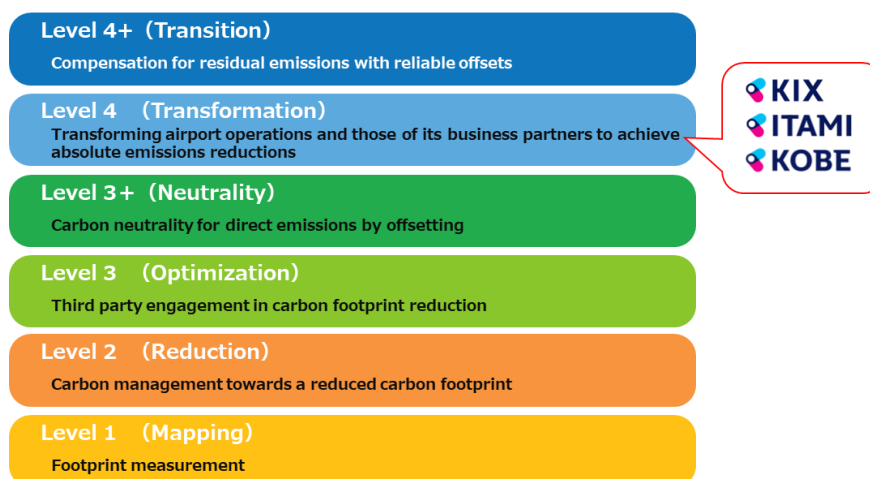 Level 4+（Transition）
Compensation for residual emissions with reliable offsets
Level 4　（Transformation）
Transforming airport operations and those of its business partners to achieve
absolute emissions reductions
KIX
ITAMI
KOBE
Level 3+（Neutrality）
Carbon neutrality for direct emissions by offsetting
Level 3　（Optimization）
Third party engagement in carbon footprint reduction
Level 2　（Reduction）
Carbon management towards a reduced carbon footprint
Level 1　（Mapping）
Footprint measurement